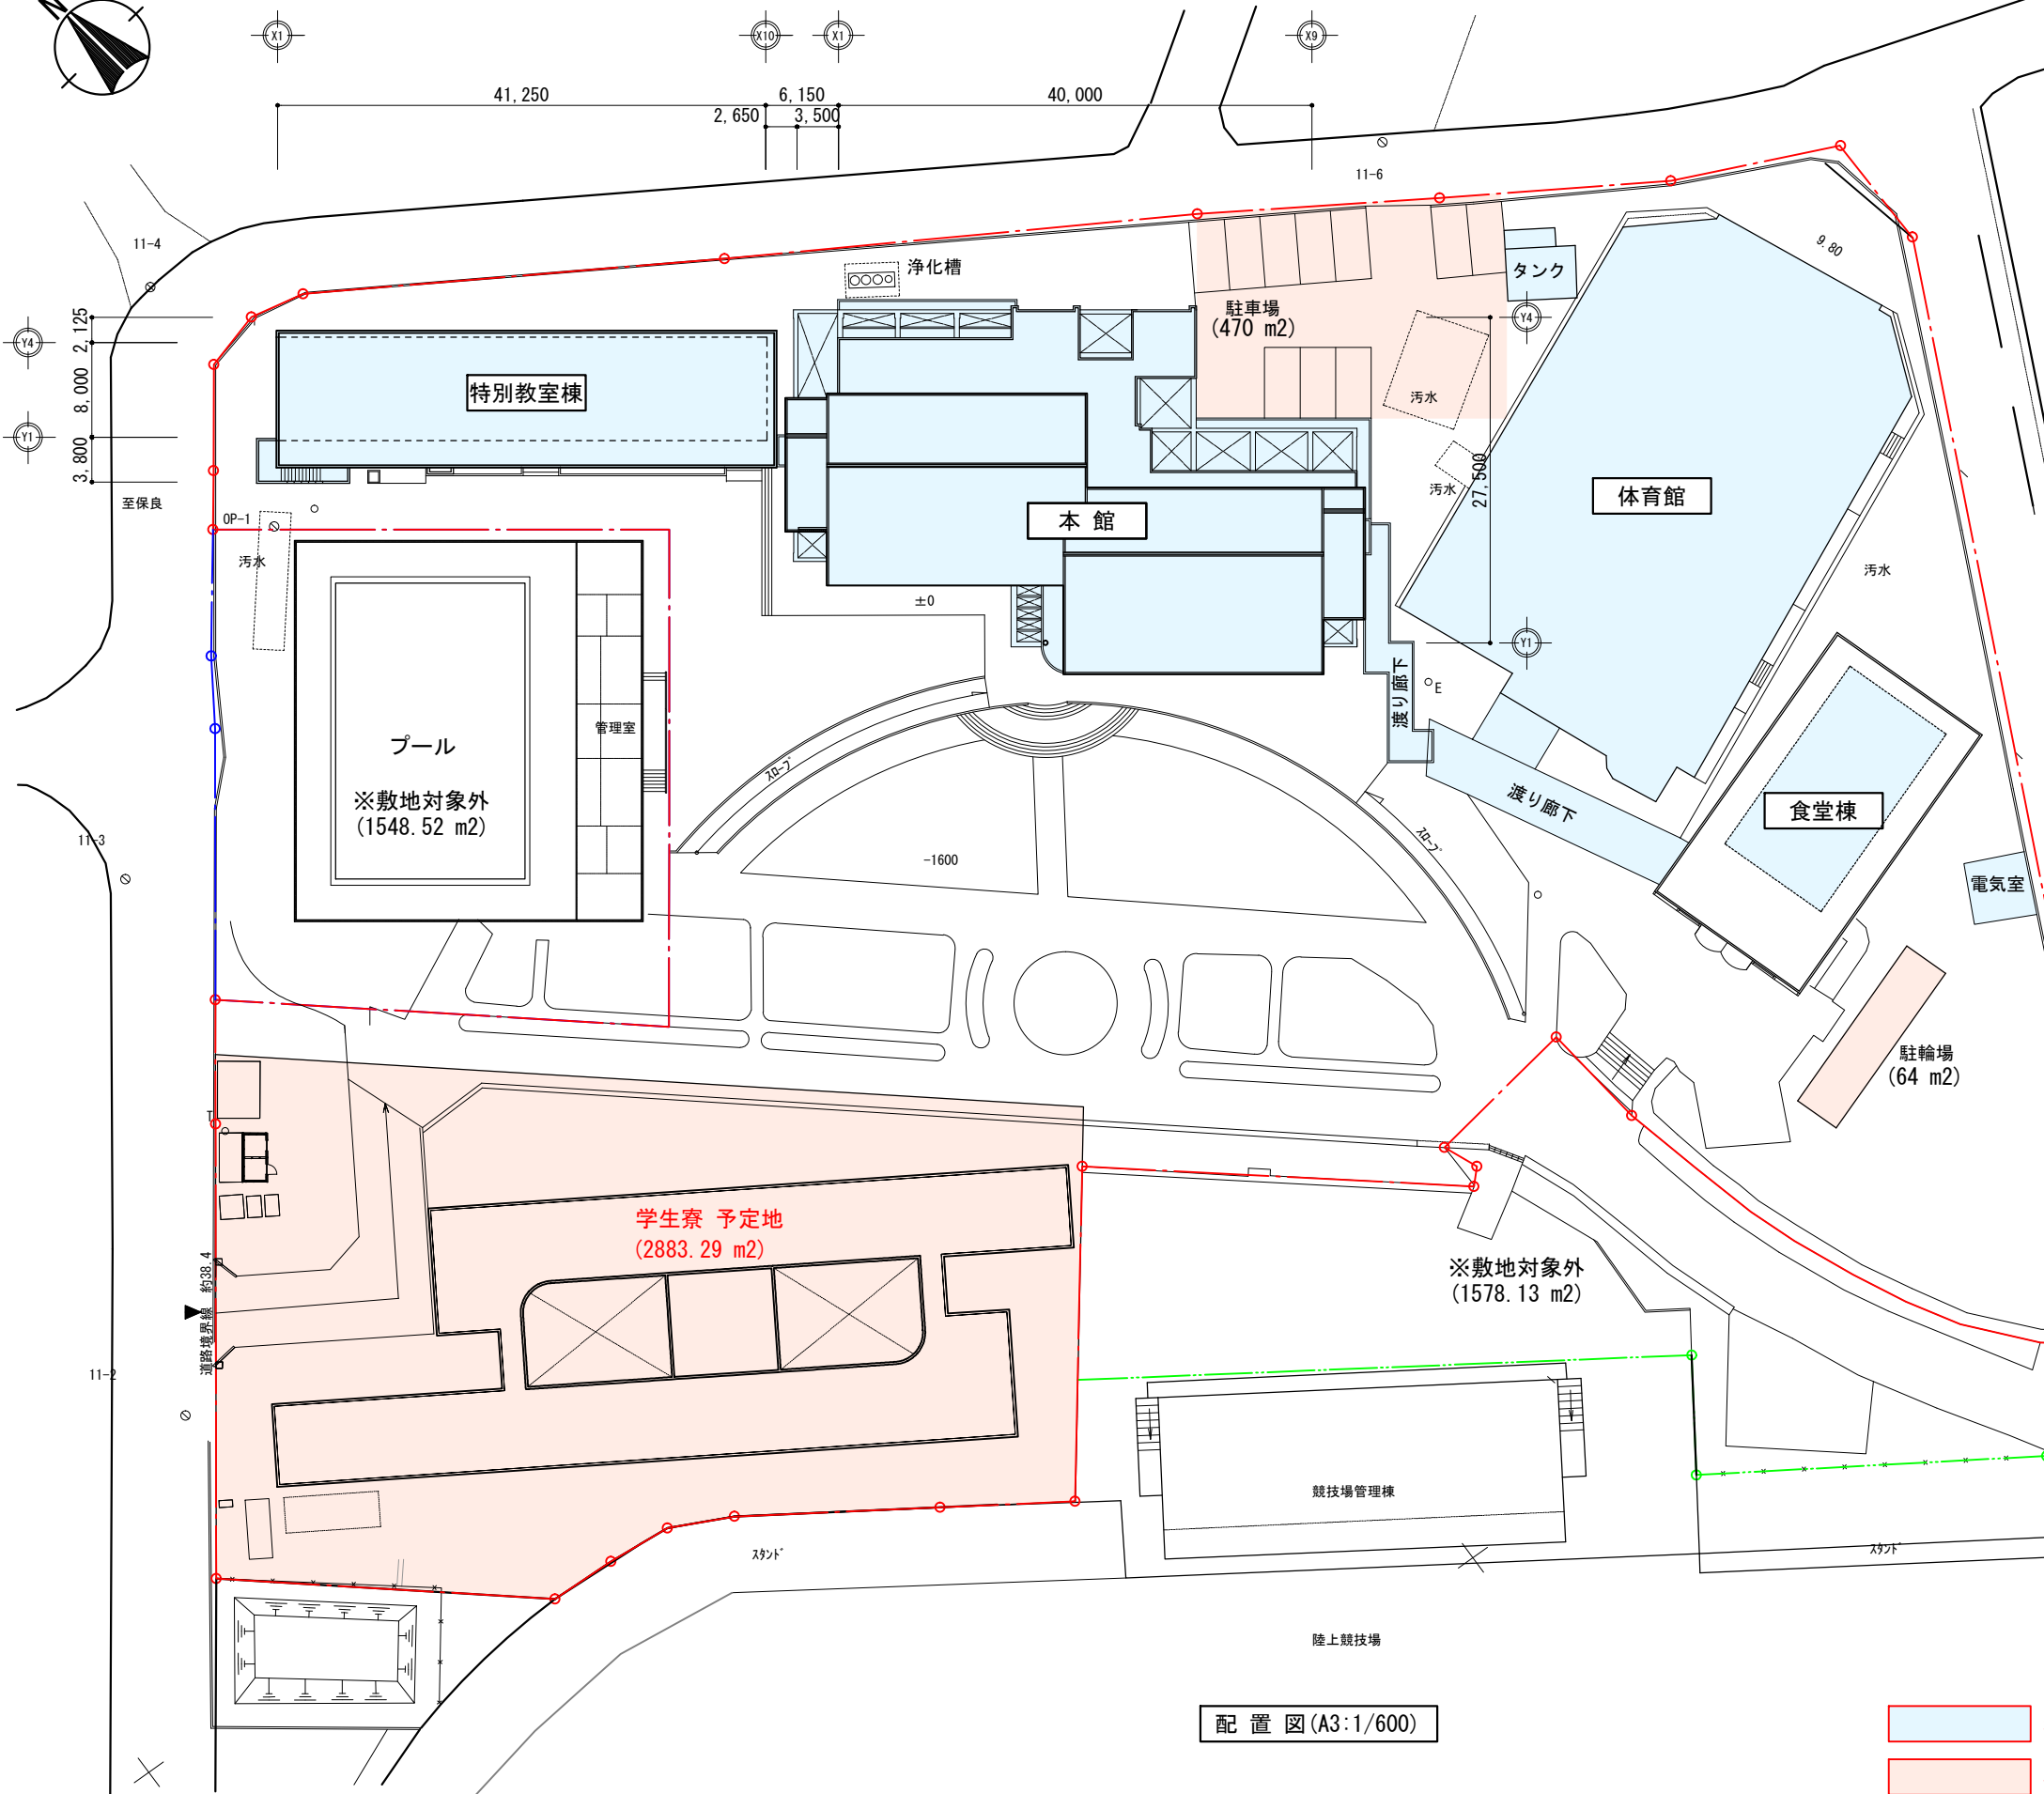 N
X1
X10
X1
X9
41,250
6,150
40,000
2,650
3,500
11-6
11-4
9.80
浄化槽
タンク
駐車場
(470 m2)
Y4
Y4
2,125
8,000
3,800
Y1
特別教室棟
汚水
汚水
27,500
体育館
至保良
OP-1
汚水
本 館
汚水
±0
Y1
渡り廊下
E
管理室
プール
※敷地対象外
(1548.52 m2)
スロープ
渡り廊下
食堂棟
スロープ
11-3
-1600
電気室
駐輪場
(64 m2)
T
学生寮 予定地
(2883.29 m2)
※敷地対象外
(1578.13 m2)
道路境界線 約38.4
11-2
競技場管理棟
スタンド
スタンド
陸上競技場
配 置 図(A3:1/600)